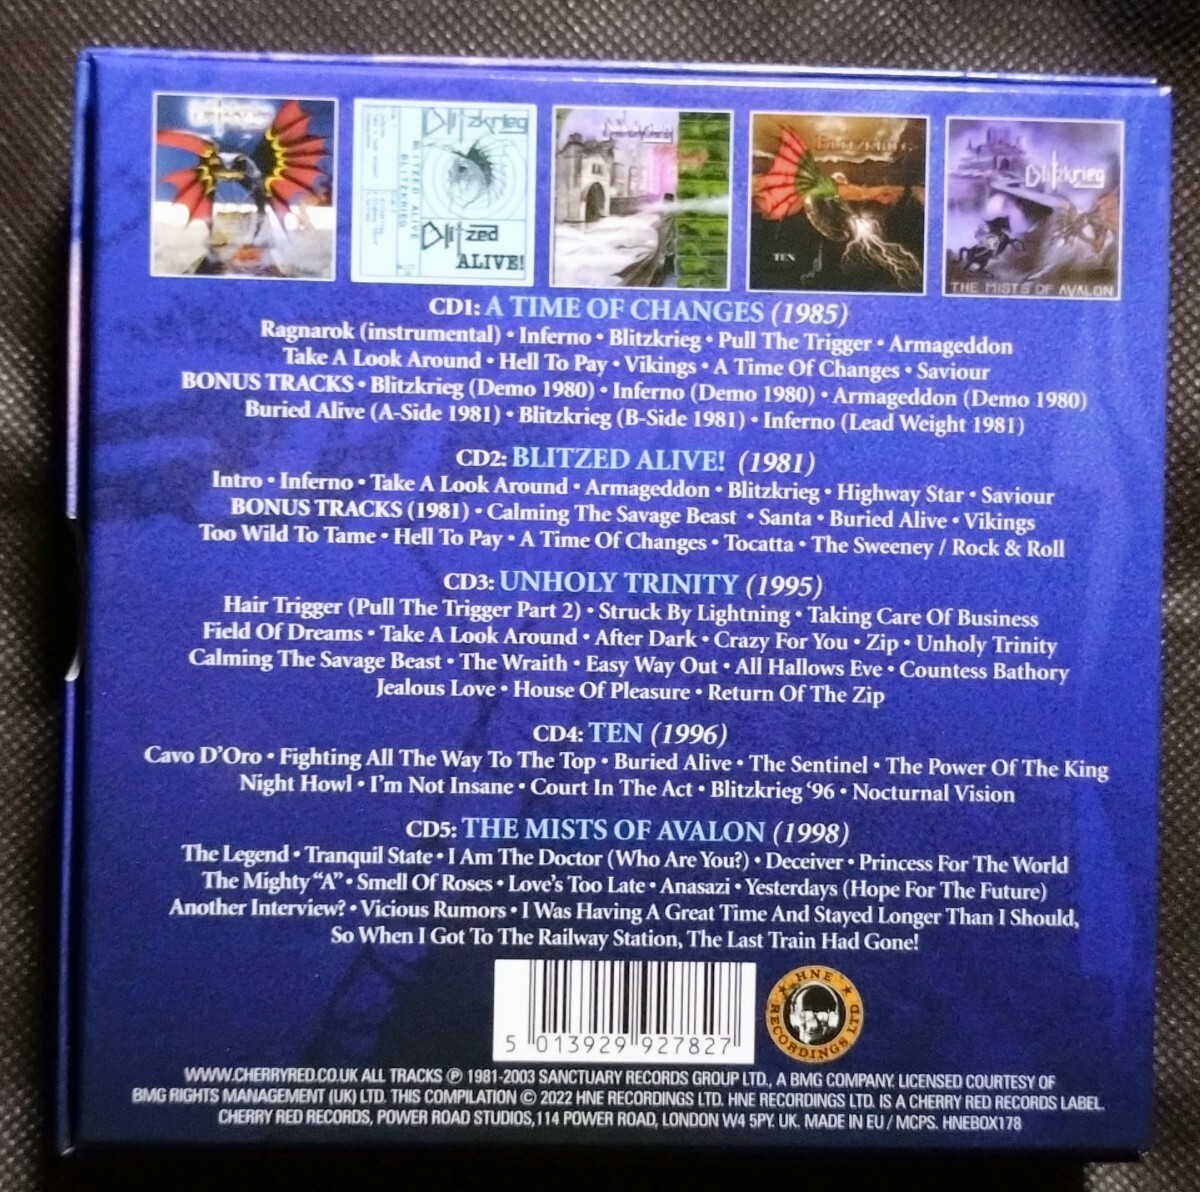 Blitzkrieg
BLITZED ALIVE
BLITZKRIEG
Blitzed
ALIVE!
Blitzkrieg
TEN
Blitzkrieg
THE MISTS OF AVALON
CD1: A TIME OF CHANGES (1985)
Ragnarok (instrumental) • Inferno • Blitzkrieg • Pull The Trigger • Armageddon
Take A Look Around • Hell To Pay • Vikings • A Time Of Changes • Saviour
BONUS TRACKS • Blitzkrieg (Demo 1980) • Inferno (Demo 1980) • Armageddon (Demo 1980)
Buried Alive (A-Side 1981) • Blitzkrieg (B-Side 1981) • Inferno (Lead Weight 1981)
CD2: BLITZED ALIVE! (1981)
Intro • Inferno • Take A Look Around • Armageddon • Blitzkrieg • Highway Star • Saviour
BONUS TRACKS (1981) • Calming The Savage Beast • Santa • Buried Alive • Vikings
Too Wild To Tame • Hell To Pay • A Time Of Changes • Tocatta • The Sweeney / Rock & Roll
CD3: UNHOLY TRINITY (1995)
Hair Trigger (Pull The Trigger Part 2) • Struck By Lightning • Taking Care Of Business
Field Of Dreams • Take A Look Around • After Dark • Crazy For You • Zip • Unholy Trinity
Calming The Savage Beast • The Wraith • Easy Way Out • All Hallows Eve • Countess Bathory
Jealous Love • House Of Pleasure • Return Of The Zip
CD4: TEN (1996)
Cavo D'Oro • Fighting All The Way To The Top • Buried Alive • The Sentinel • The Power Of The King
Night Howl • I'm Not Insane • Court In The Act • Blitzkrieg '96 • Nocturnal Vision
CD5: THE MISTS OF AVALON (1998)
The Legend • Tranquil State • I Am The Doctor (Who Are You?) • Deceiver • Princess For The World
The Mighty "A" • Smell Of Roses • Love's Too Late • Anasazi • Yesterdays (Hope For The Future)
Another Interview? • Vicious Rumors • I Was Having A Great Time And Stayed Longer Than I Should,
So When I Got To The Railway Station, The Last Train Had Gone!
5 013929 927827
HNE RECORDINGS LTD
WWW.CHERRYRED.CO.UK ALL TRACKS ℗ 1981-2003 SANCTUARY RECORDS GROUP LTD., A BMG COMPANY. LICENSED COURTESY OF
BMG RIGHTS MANAGEMENT (UK) LTD. THIS COMPILATION © 2022 HNE RECORDINGS LTD. HNE RECORDINGS LTD. IS A CHERRY RED RECORDS LABEL.
CHERRY RED RECORDS, POWER ROAD STUDIOS, 114 POWER ROAD, LONDON W4 5PY. UK. MADE IN EU / MCPS. HNEBOX178